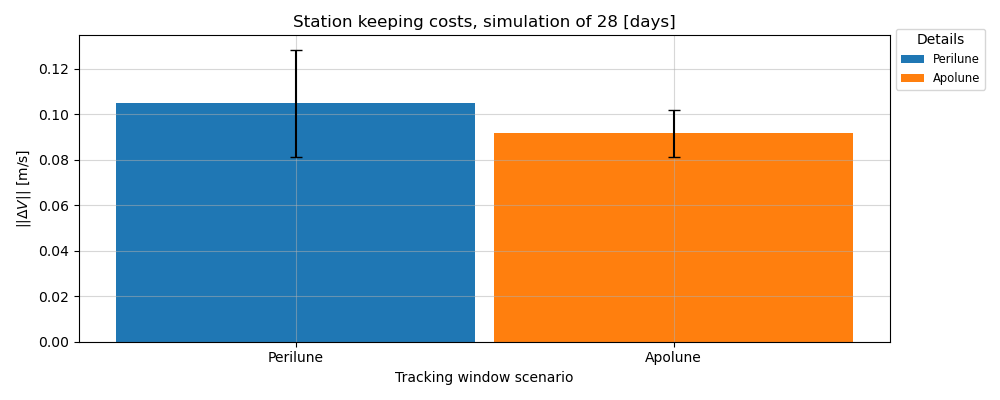 Station keeping costs, simulation of 28 [days]
Details
Perilune
Apolune
||ΔV|| [m/s]
0.12
0.10
0.08
0.06
0.04
0.02
0.00
Perilune
Apolune
Tracking window scenario